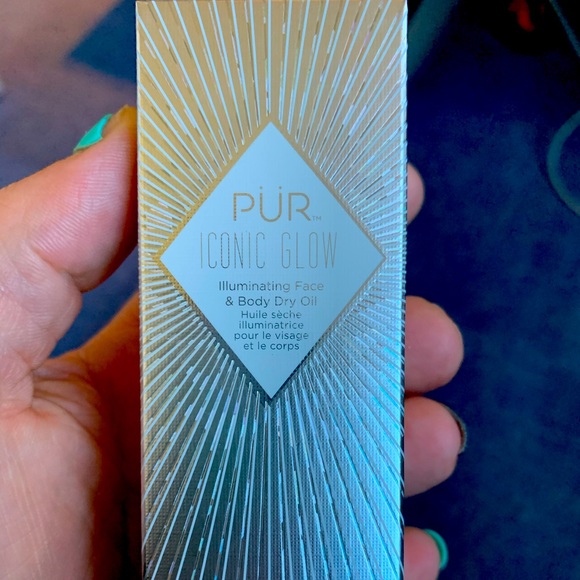 PÜR™
ICONIC GLOW
Illuminating Face
& Body Dry Oil
Huile sèche
illuminatrice
pour le visage
et le corps